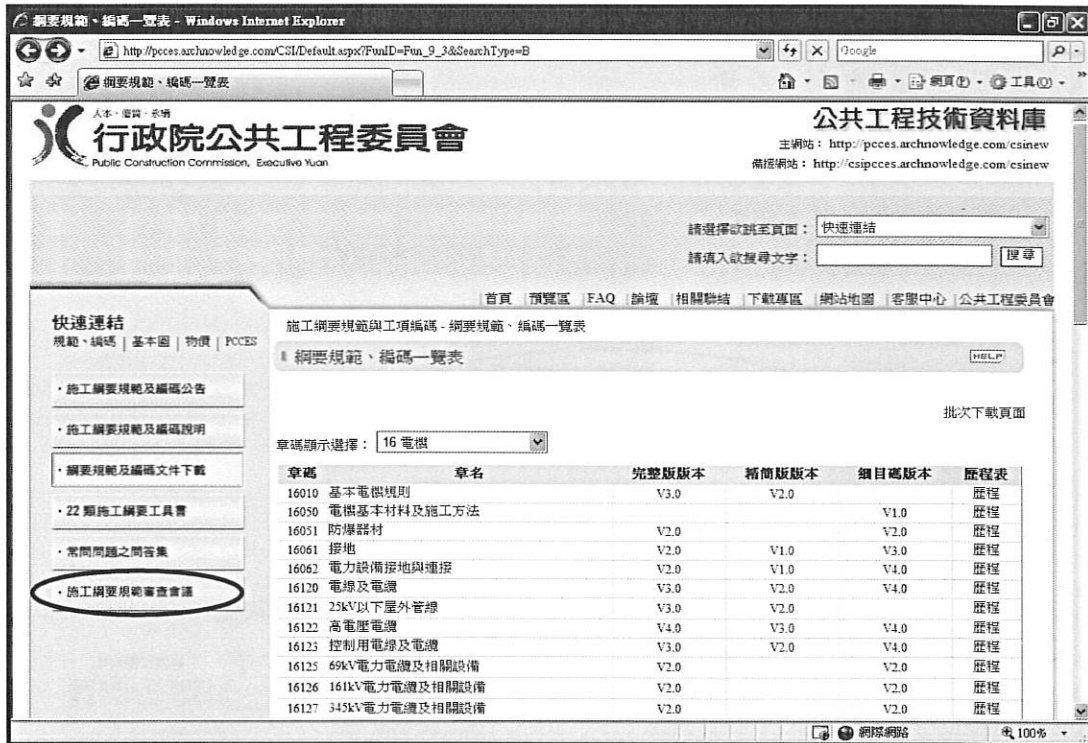 綱要規範、編碼一覽表 - Windows Internet Explorer
http://pcces.archnowledge.com/CSI/Default.aspx?FunID=Fun_9_3&SearchType=B
Google
綱要規範、編碼一覽表
網頁(P)
工具(O)
人本．優質．永續
行政院公共工程委員會
Public Construction Commission, Executive Yuan
公共工程技術資料庫
主網站：http://pcces.archnowledge.com/csinew
備援網站：http://csipcces.archnowledge.com/csinew
請選擇欲跳至頁面：快速連結
請填入欲搜尋文字：
搜尋
|首頁 |預覽區 |FAQ |論壇 |相關聯結 |下載專區 |網站地圖 |客服中心 |公共工程委員會
快速連結
規範、編碼 | 基本圖 | 物價 | PCCES
．施工綱要規範及編碼公告
．施工綱要規範及編碼說明
．綱要規範及編碼文件下載
．22 類施工綱要工具書
．常問問題之問答集
．施工綱要規範審查會議
施工綱要規範與工項編碼 - 綱要規範、編碼一覽表
綱要規範、編碼一覽表
HELP
批次下載頁面
章碼顯示選擇：16 電機
章碼 章名 完整版版本 精簡版版本 細目碼版本 歷程表
16010 基本電機規則 V3.0 V2.0 歷程
16050 電機基本材料及施工方法 V1.0 歷程
16051 防爆器材 V2.0 V2.0 歷程
16061 接地 V2.0 V1.0 V3.0 歷程
16062 電力設備接地與連接 V2.0 V1.0 V4.0 歷程
16120 電線及電纜 V3.0 V2.0 V4.0 歷程
16121 25kV以下屋外管線 V3.0 V2.0 歷程
16122 高電壓電纜 V4.0 V3.0 V4.0 歷程
16123 控制用電線及電纜 V3.0 V2.0 V4.0 歷程
16125 69kV電力電纜及相關設備 V2.0 V2.0 歷程
16126 161kV電力電纜及相關設備 V2.0 V2.0 歷程
16127 345kV電力電纜及相關設備 V2.0 V2.0 歷程
網際網路
100%